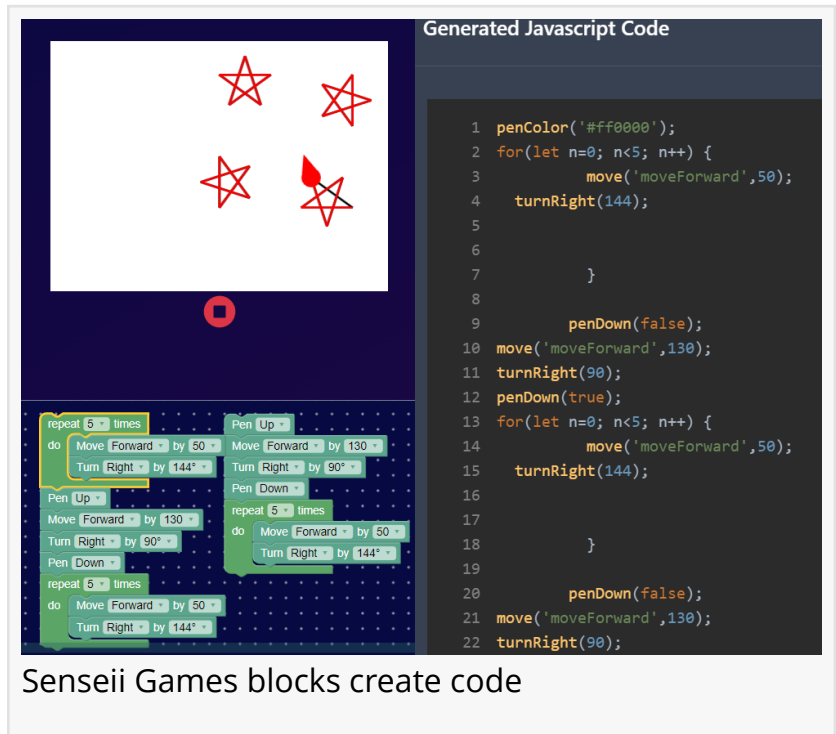 Generated Javascript Code
1 penColor('#ff0000');
2 for(let n=0; n<5; n++) {
3 move('moveForward',50);
4 turnRight(144);
5
6
7 }
8
9 penDown(false);
10 move('moveForward',130);
11 turnRight(90);
12 penDown(true);
13 for(let n=0; n<5; n++) {
14 move('moveForward',50);
15 turnRight(144);
16
17
18 }
19
20 penDown(false);
21 move('moveForward',130);
22 turnRight(90);
repeat 5 times
do Move Forward by 50
Turn Right by 144°
Pen Up
Move Forward by 130
Turn Right by 90°
Pen Down
repeat 5 times
do Move Forward by 50
Turn Right by 144°
Pen Up
Move Forward by 130
Turn Right by 90°
Pen Down
repeat 5 times
do Move Forward by 50
Turn Right by 144°
Senseii Games blocks create code